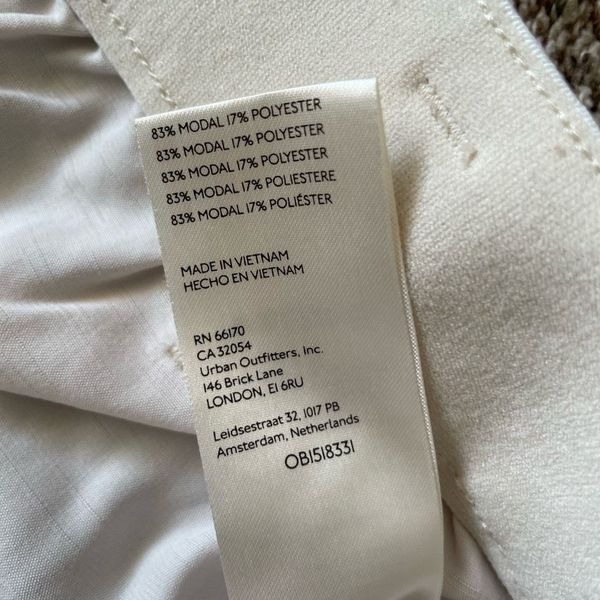 83% MODAL 17% POLYESTER
83% MODAL 17% POLYESTER
83% MODAL 17% POLYESTER
83% MODAL 17% POLIESTERE
83% MODAL 17% POLIÉSTER
MADE IN VIETNAM
HECHO EN VIETNAM
RN 66170
CA 32054
Urban Outfitters, Inc.
146 Brick Lane
LONDON, E1 6RU
Leidsestraat 32, 1017 PB
Amsterdam, Netherlands
OB1518331